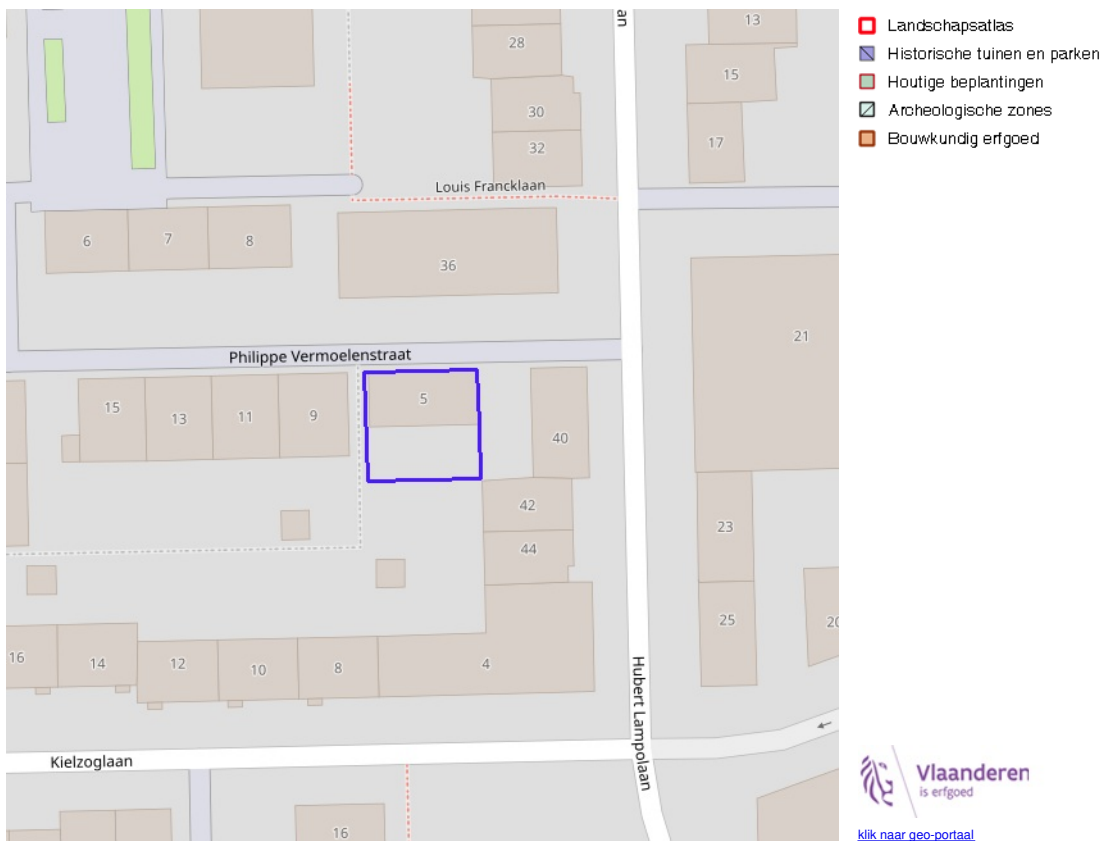 an
28
13
15
30
32
17
Louis Francklaan
6
7
8
36
21
Philippe Vermoelenstraat
15
13
11
9
5
40
42
44
23
25
20
16
14
12
10
8
4
Hubert Lampolaan
Kielzoglaan
16
Landschapsatlas
Historische tuinen en parken
Houtige beplantingen
Archeologische zones
Bouwkundig erfgoed
Vlaanderen
is erfgoed
klik naar geo-portaal